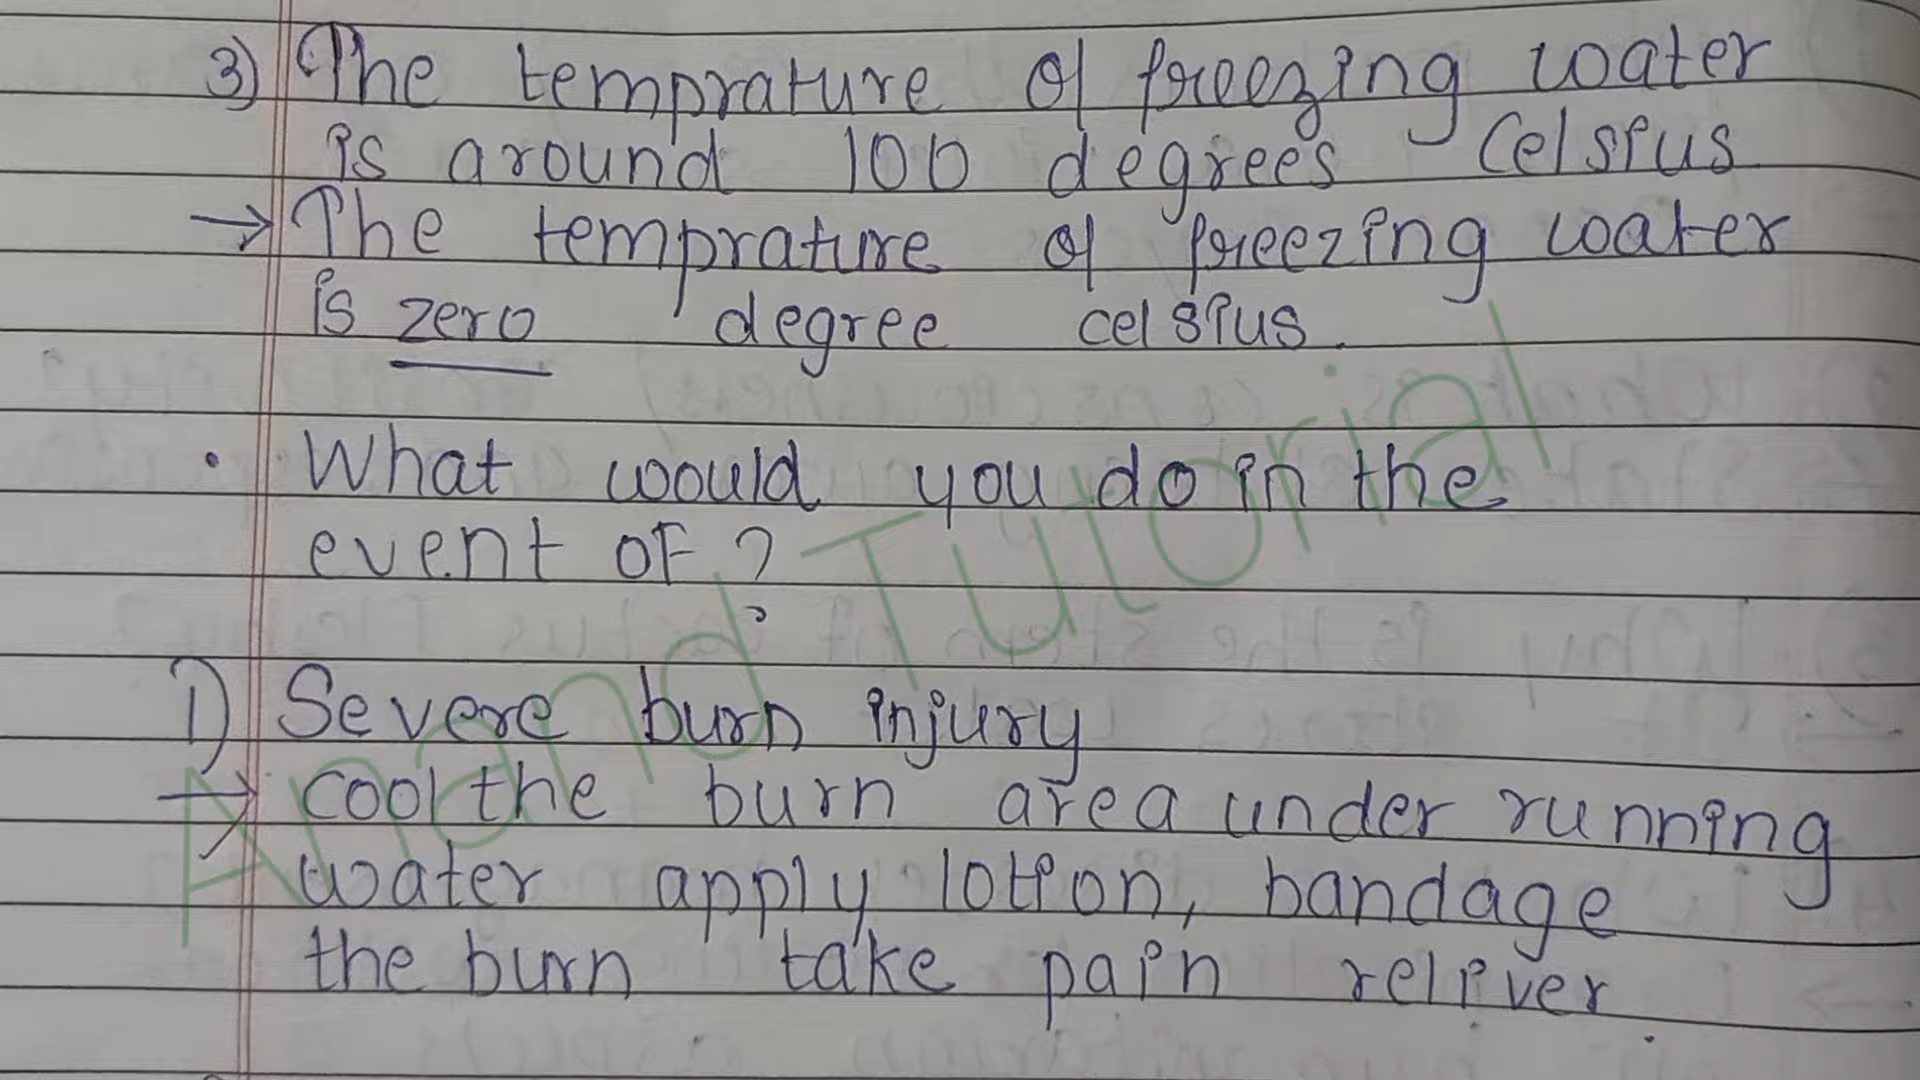 3) The temprature of freezing water
is around 100 degrees Celsius
→ The temprature of freezing water
is zero degree celsius.
• What would you do in the
event of ?
1) Severe burn injury
→ cool the burn area under running
water apply lotion, bandage
the burn take pain reliver
Anand Tutorial